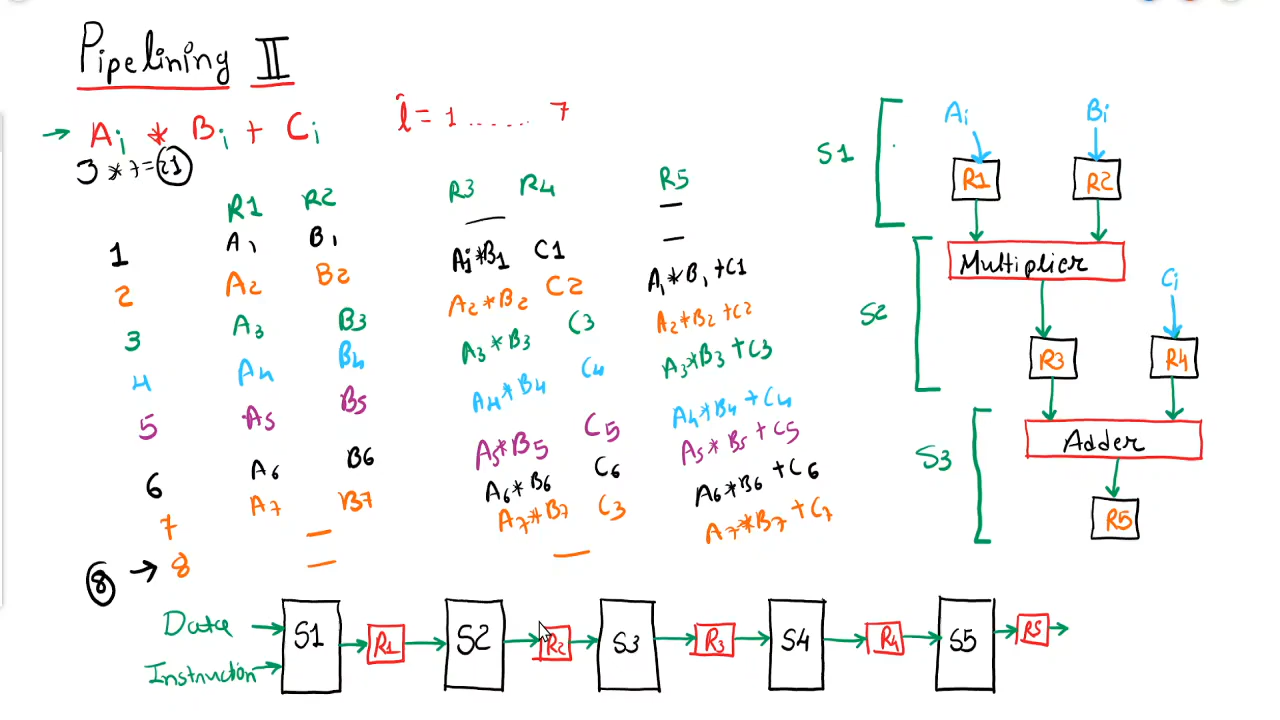 Pipelining II
→ Ai * Bi + Ci
i = 1 ...... 7
3 * 7 = 21
R1 R2 R3 R4 R5
—
1 A1 B1 —
2 A2 B2 A1*B1 C1
3 A3 B3 A2*B2 C2 A1*B1+C1
4 A4 B4 A3*B3 C3 A2*B2+C2
5 A5 B5 A4*B4 C4 A3*B3+C3
6 A6 B6 A5*B5 C5 A4*B4+C4
7 A7 B7 A6*B6 C6 A5*B5+C5
8 → 8 — A7*B7 C3 A6*B6+C6
— — A7*B7+C7
S1
Ai Bi
R1 R2
S2
Multiplier
Ci
R3 R4
S3
Adder
R5
Data
Instruction
S1 R1 S2 R2 S3 R3 S4 R4 S5 R5